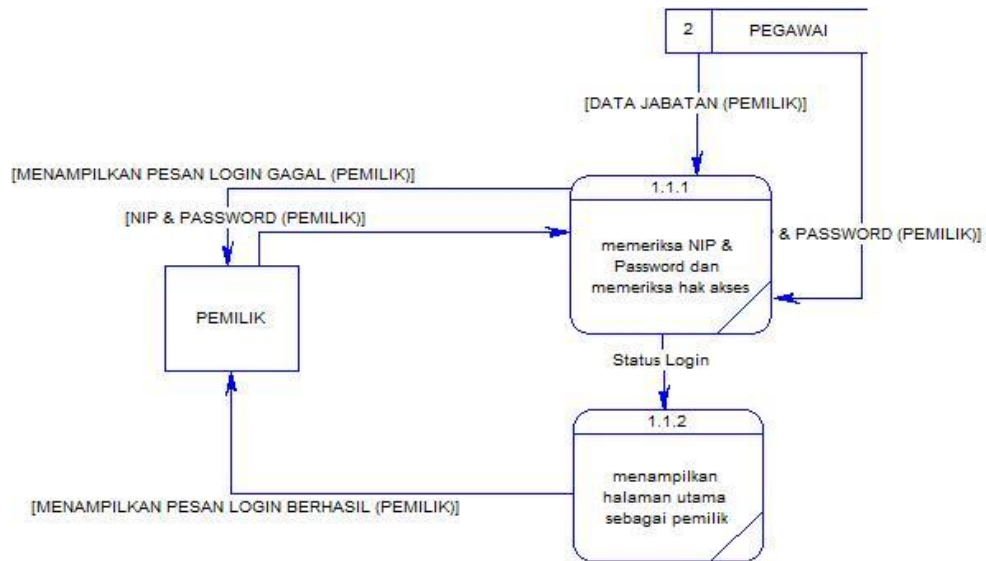 2 PEGAWAI
[DATA JABATAN (PEMILIK)]
[MENAMPILKAN PESAN LOGIN GAGAL (PEMILIK)]
1.1.1
[NIP & PASSWORD (PEMILIK)]
memeriksa NIP &
Password dan
memeriksa hak akses
& PASSWORD (PEMILIK)]
PEMILIK
Status Login
1.1.2
menampilkan
halaman utama
sebagai pemilik
[MENAMPILKAN PESAN LOGIN BERHASIL (PEMILIK)]